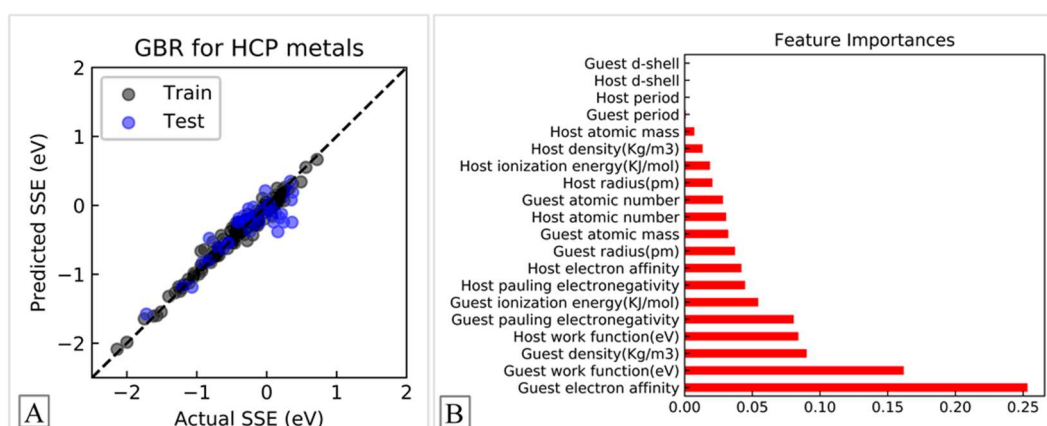 GBR for HCP metals
2
1
0
−1
−2
Predicted SSE (eV)
Train
Test
−2 −1 0 1 2
Actual SSE (eV)
A
Feature Importances
Guest d-shell
Host d-shell
Host period
Guest period
Host atomic mass
Host density(Kg/m3)
Host ionization energy(KJ/mol)
Host radius(pm)
Guest atomic number
Host atomic number
Guest atomic mass
Guest radius(pm)
Host electron affinity
Host pauling electronegativity
Guest ionization energy(KJ/mol)
Guest pauling electronegativity
Host work function(eV)
Guest density(Kg/m3)
Guest work function(eV)
Guest electron affinity
0.00 0.05 0.10 0.15 0.20 0.25
B